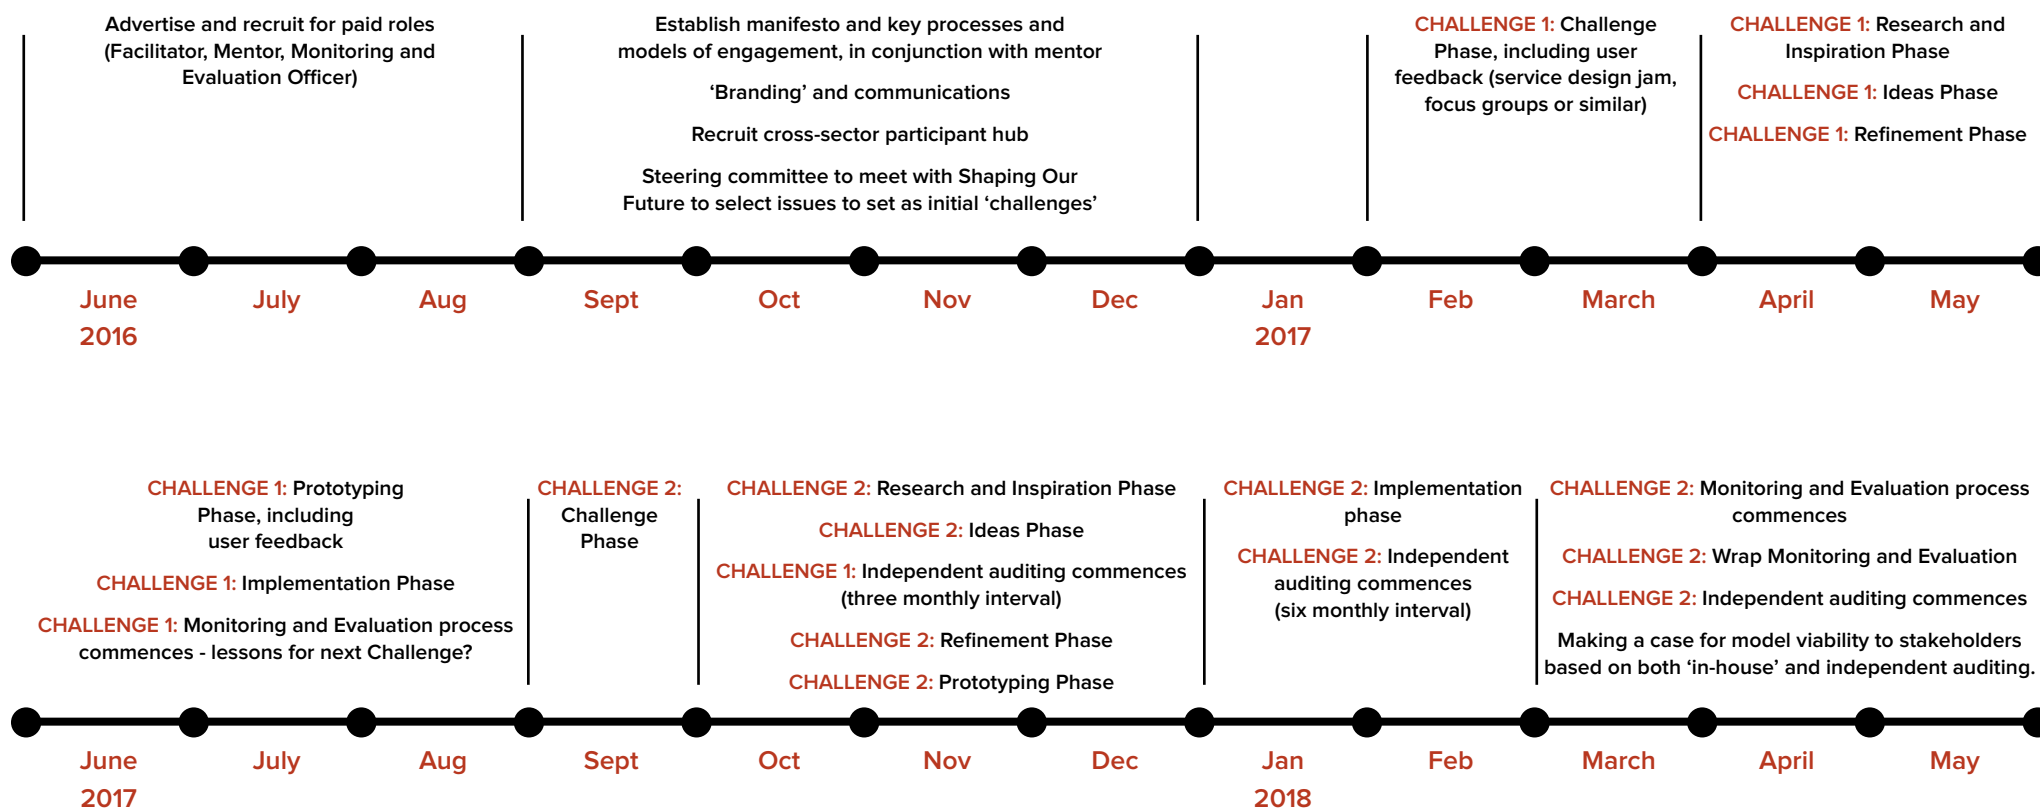 Advertise and recruit for paid roles
(Facilitator, Mentor, Monitoring and
Evaluation Officer)
Establish manifesto and key processes and
models of engagement, in conjunction with mentor
‘Branding’ and communications
Recruit cross-sector participant hub
Steering committee to meet with Shaping Our
Future to select issues to set as initial ‘challenges’
CHALLENGE 1: Challenge
Phase, including user
feedback (service design jam,
focus groups or similar)
CHALLENGE 1: Research and
Inspiration Phase
CHALLENGE 1: Ideas Phase
CHALLENGE 1: Refinement Phase
June July Aug Sept Oct Nov Dec Jan Feb March April May
2016 2017
CHALLENGE 1: Prototyping
Phase, including
user feedback
CHALLENGE 1: Implementation Phase
CHALLENGE 1: Monitoring and Evaluation process
commences - lessons for next Challenge?
CHALLENGE 2:
Challenge
Phase
CHALLENGE 2: Research and Inspiration Phase
CHALLENGE 2: Ideas Phase
CHALLENGE 1: Independent auditing commences
(three monthly interval)
CHALLENGE 2: Refinement Phase
CHALLENGE 2: Prototyping Phase
CHALLENGE 2: Implementation
phase
CHALLENGE 2: Independent
auditing commences
(six monthly interval)
CHALLENGE 2: Monitoring and Evaluation process
commences
CHALLENGE 2: Wrap Monitoring and Evaluation
CHALLENGE 2: Independent auditing commences
Making a case for model viability to stakeholders
based on both ‘in-house’ and independent auditing.
June July Aug Sept Oct Nov Dec Jan Feb March April May
2017 2018